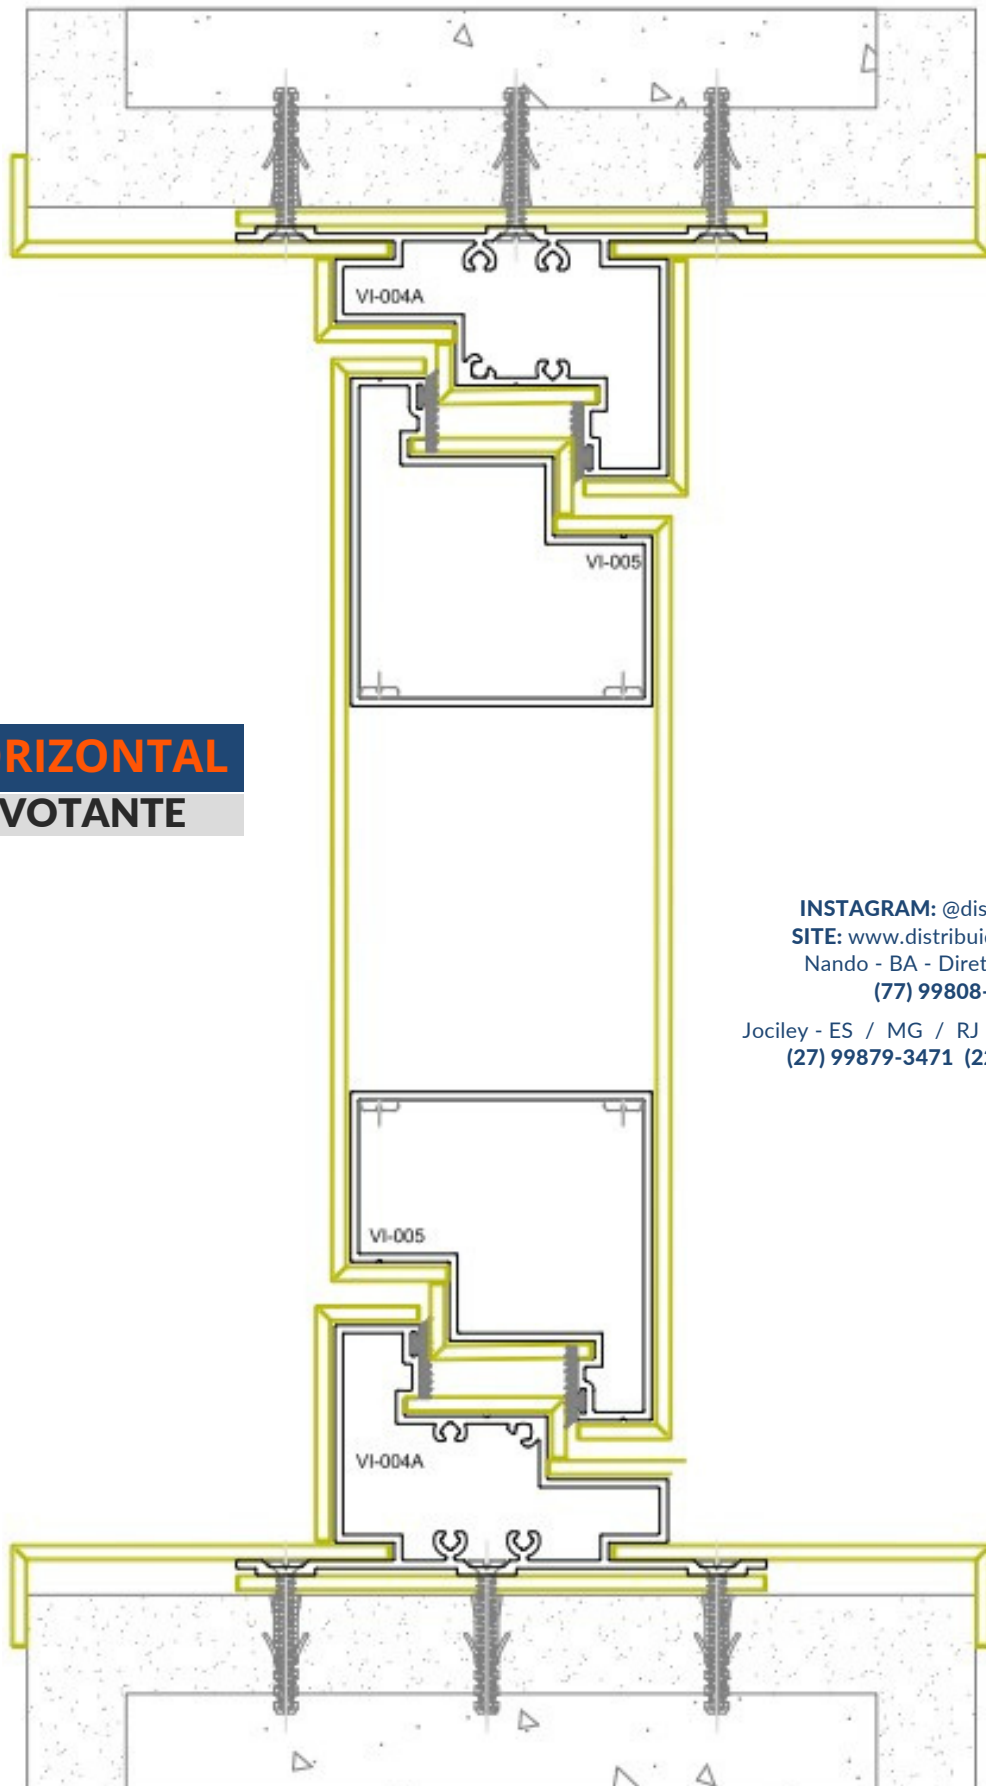 VI-004A
VI-005
RIZONTAL
VOTANTE
INSTAGRAM: @dis
SITE: www.distribui
Nando - BA - Diret
(77) 99808-
Jociley - ES / MG / RJ
(27) 99879-3471 (2
VI-005
VI-004A